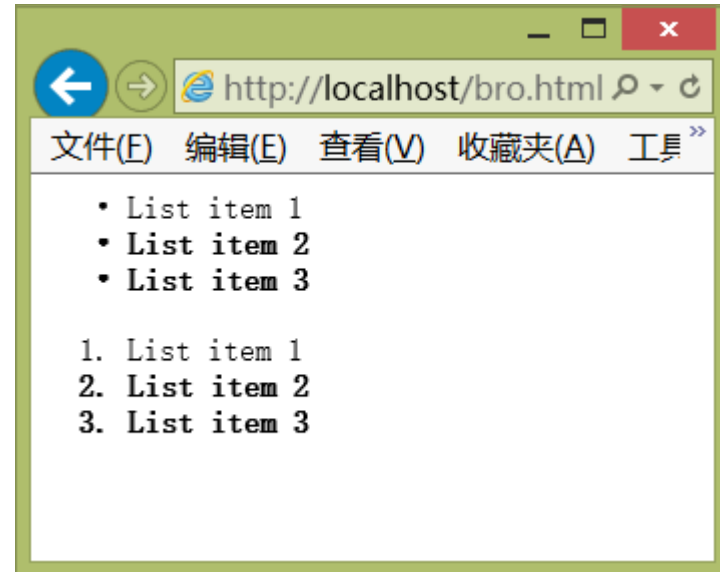 http://localhost/bro.html
文件(F) 编辑(E) 查看(V) 收藏夹(A) 工具 »
• List item 1
• List item 2
• List item 3
1. List item 1
2. List item 2
3. List item 3